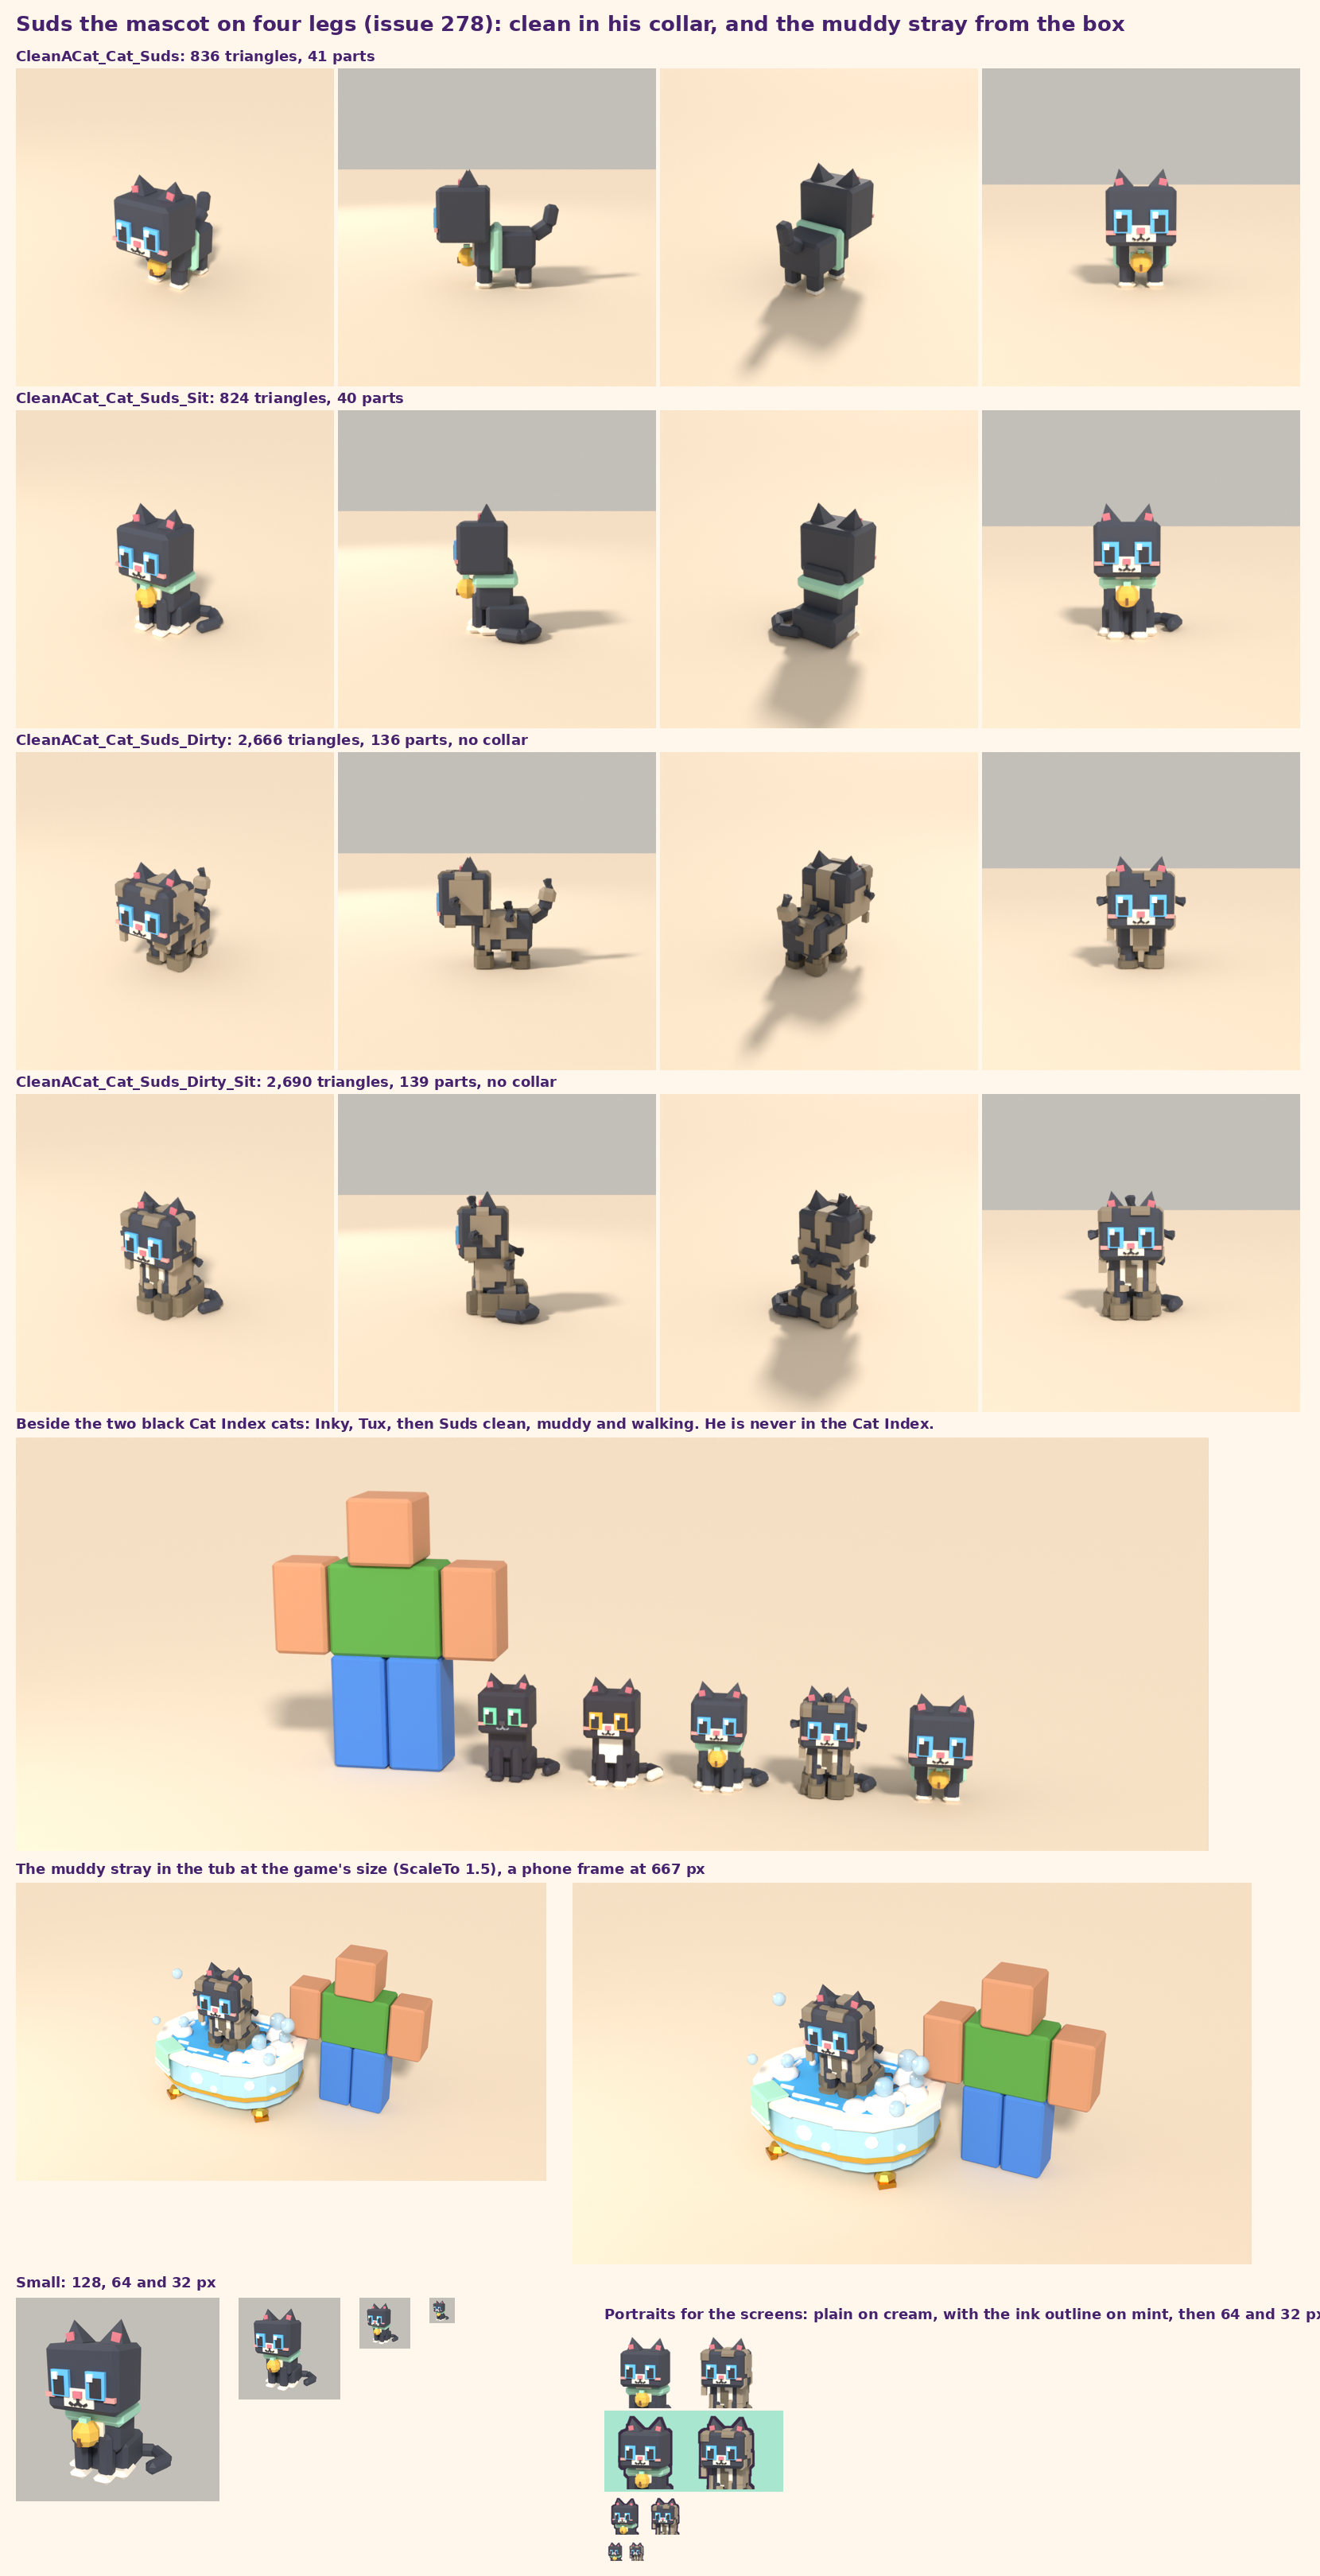 Suds the mascot on four legs (issue 278): clean in his collar, and the muddy stray from the box
CleanACat_Cat_Suds: 836 triangles, 41 parts
CleanACat_Cat_Suds_Sit: 824 triangles, 40 parts
CleanACat_Cat_Suds_Dirty: 2,666 triangles, 136 parts, no collar
CleanACat_Cat_Suds_Dirty_Sit: 2,690 triangles, 139 parts, no collar
Beside the two black Cat Index cats: Inky, Tux, then Suds clean, muddy and walking. He is never in the Cat Index.
The muddy stray in the tub at the game's size (ScaleTo 1.5), a phone frame at 667 px
Small: 128, 64 and 32 px
Portraits for the screens: plain on cream, with the ink outline on mint, then 64 and 32 px